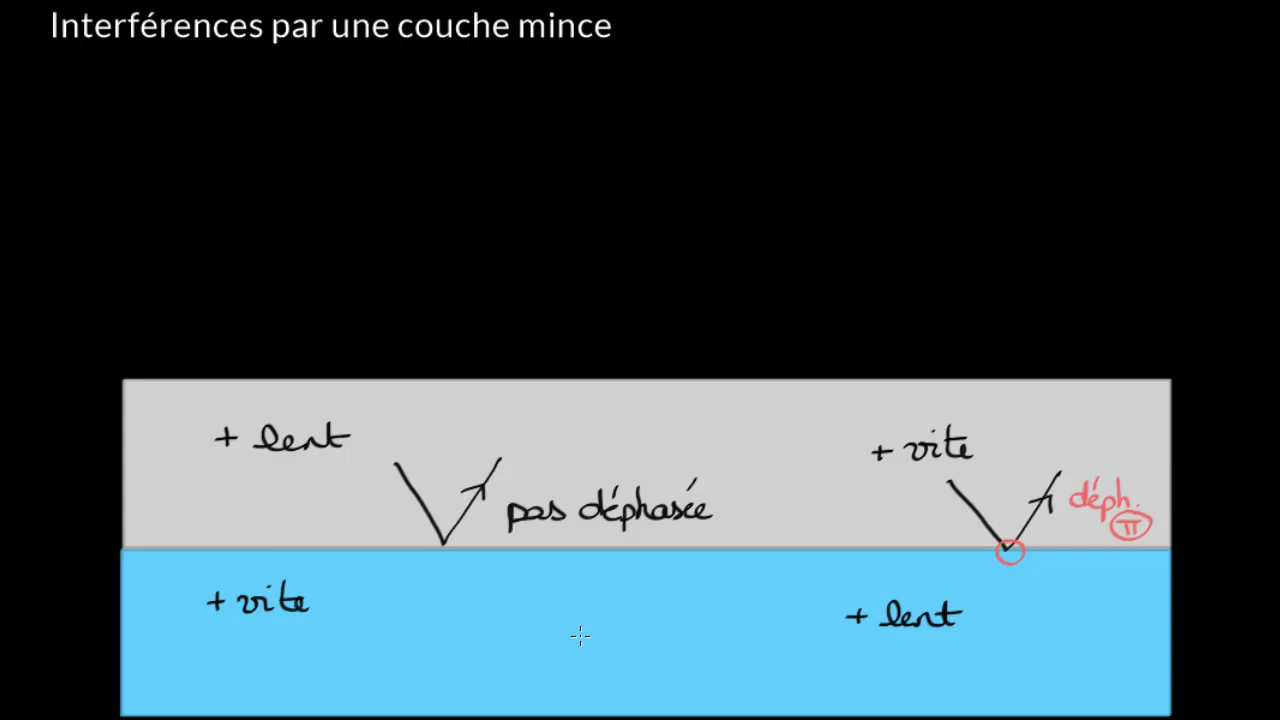 Interférences par une couche mince
+ lent
+ vite
pas déphasée
déph.
π
+ vite
+ lent